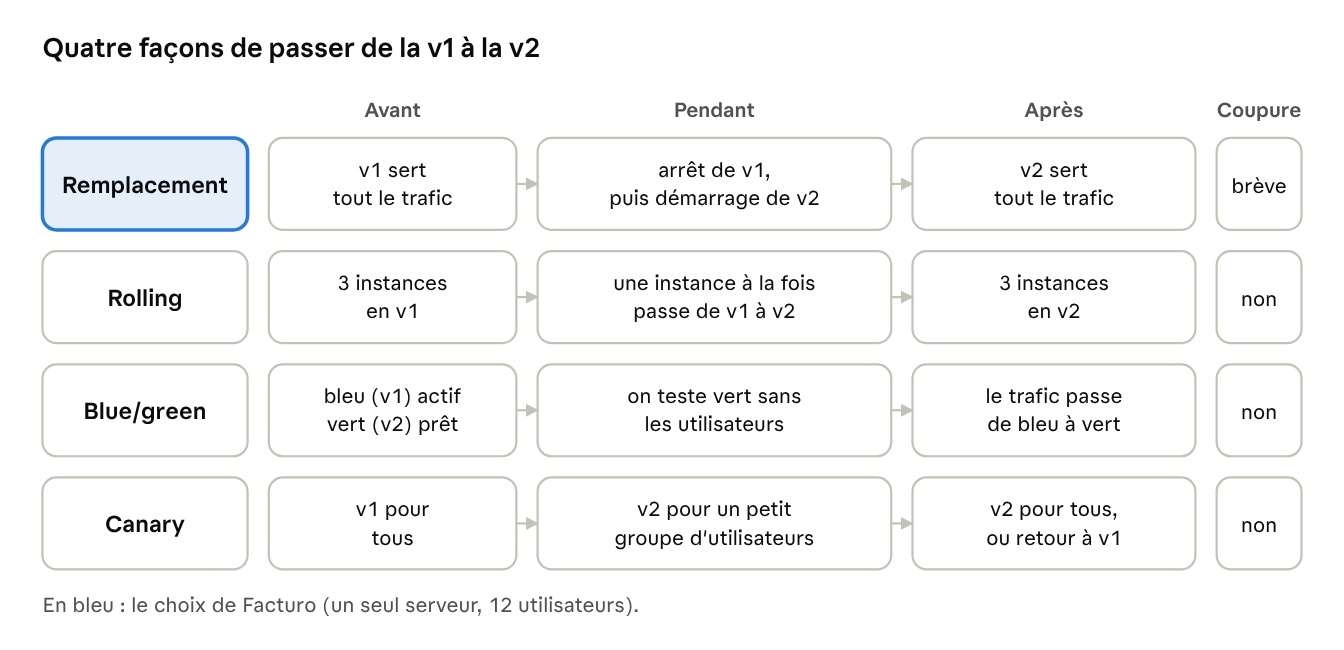 Quatre façons de passer de la v1 à la v2
Avant
Pendant
Après
Coupure
Remplacement
v1 sert
tout le trafic
arrêt de v1,
puis démarrage de v2
v2 sert
tout le trafic
brève
Rolling
3 instances
en v1
une instance à la fois
passe de v1 à v2
3 instances
en v2
non
Blue/green
bleu (v1) actif
vert (v2) prêt
on teste vert sans
les utilisateurs
le trafic passe
de bleu à vert
non
Canary
v1 pour
tous
v2 pour un petit
groupe d'utilisateurs
v2 pour tous,
ou retour à v1
non
En bleu : le choix de Facturo (un seul serveur, 12 utilisateurs).